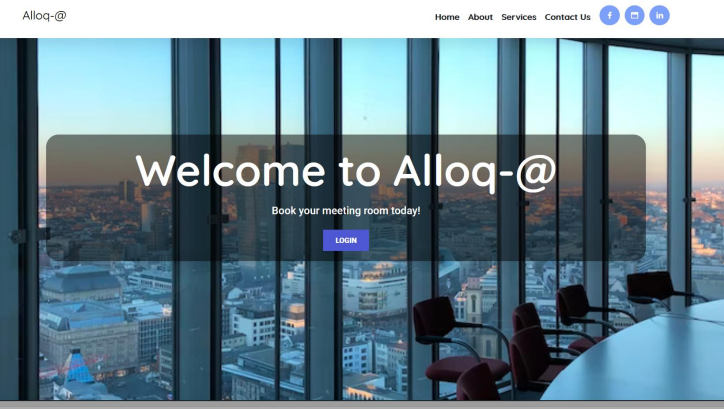 Alloq-@
Home About Services Contact Us f in
Welcome to Alloq-@
Book your meeting room today!
LOGIN